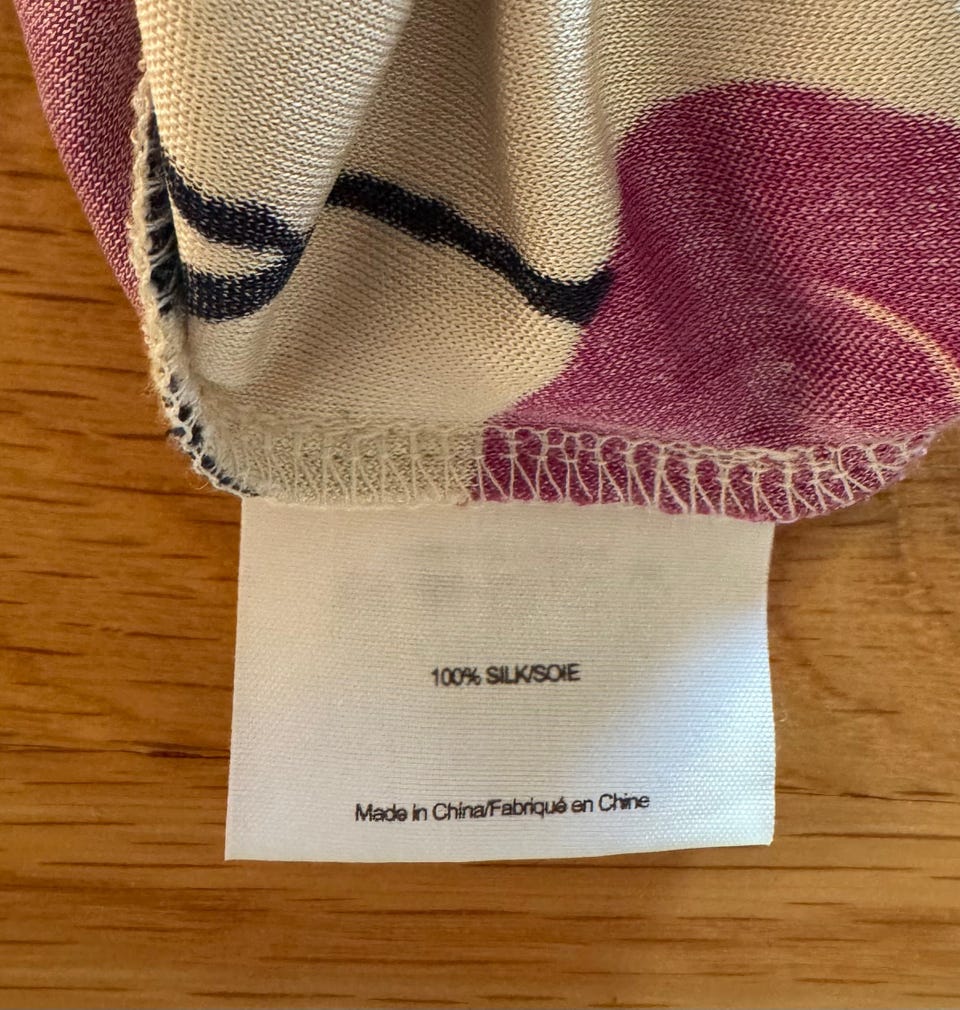 100% SILK/SOIE
Made in China/Fabriqué en Chine